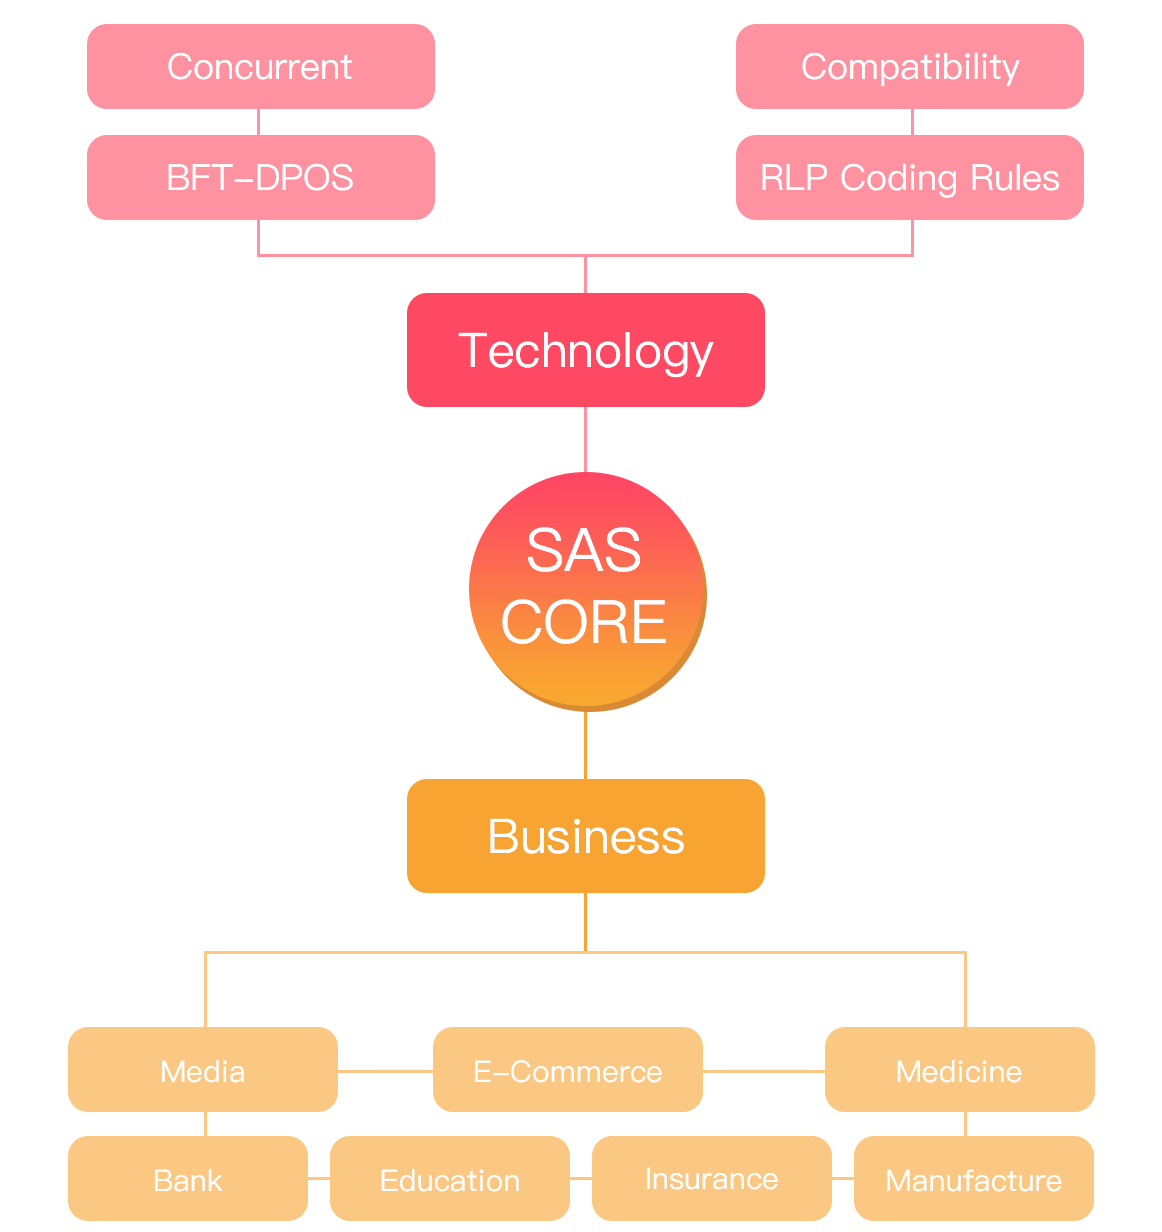 Concurrent
Compatibility
BFT-DPOS
RLP Coding Rules
Technology
SAS
CORE
Business
Media
E-Commerce
Medicine
Bank
Education
Insurance
Manufacture